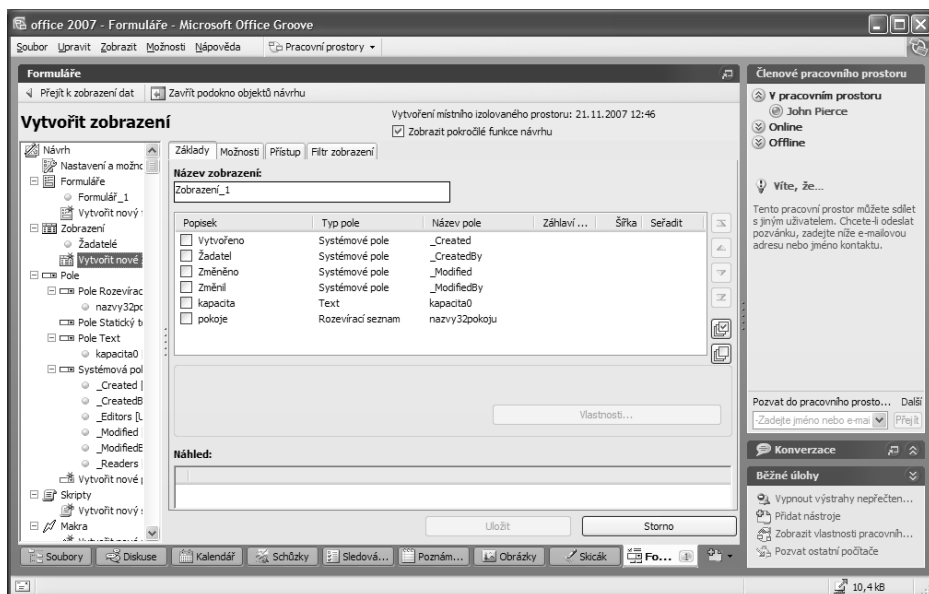 office 2007 - Formuláře - Microsoft Office Groove
Soubor Upravit Zobrazit Možnosti Nápověda Pracovní prostory
Formuláře
Přejít k zobrazení dat Zavřít podokno objektů návrhu
Vytvořit zobrazení
Vytvoření místního izolovaného prostoru: 21.11.2007 12:46
Zobrazit pokročilé funkce návrhu
Návrh
Nastavení a možnc
Formuláře
Formulář_1
Vytvořit nový
Zobrazení
Žadatelé
Vytvořit nové
Pole
Pole Rozevírac
nazvy32pc
Pole Statický t
Pole Text
kapacita0
Systémová pol
_Created [
_CreatedB
_Editors [L
_Modified
_ModifiedE
_Readers
Vytvořit nové
Skripty
Vytvořit nový
Makra
Základy Možnosti Přístup Filtr zobrazení
Název zobrazení:
Zobrazení_1
Popisek Typ pole Název pole Záhlaví ... Šířka Seřadit
Vytvořeno Systémové pole _Created
Žadatel Systémové pole _CreatedBy
Změněno Systémové pole _Modified
Změnil Systémové pole _ModifiedBy
kapacita Text kapacita0
pokoje Rozevírací seznam nazvy32pokoju
Vlastnosti...
Náhled:
Uložit Storno
Členové pracovního prostoru
V pracovním prostoru
John Pierce
Online
Offline
Víte, že...
Tento pracovní prostor můžete sdílet
s jiným uživatelem. Chcete-li odeslat
pozvánku, zadejte níže e-mailovou
adresu nebo jméno kontaktu.
Pozvat do pracovního prosto... Další
-Zadejte jméno nebo e-mai Přejít
Konverzace
Běžné úlohy
Vypnout výstrahy nepřečten...
Přidat nástroje
Zobrazit vlastnosti pracovníh...
Pozvat ostatní počítače
Soubory Diskuse Kalendář Schůzky Sledová... Poznám... Obrázky Skicák Fo...
10,4 kB